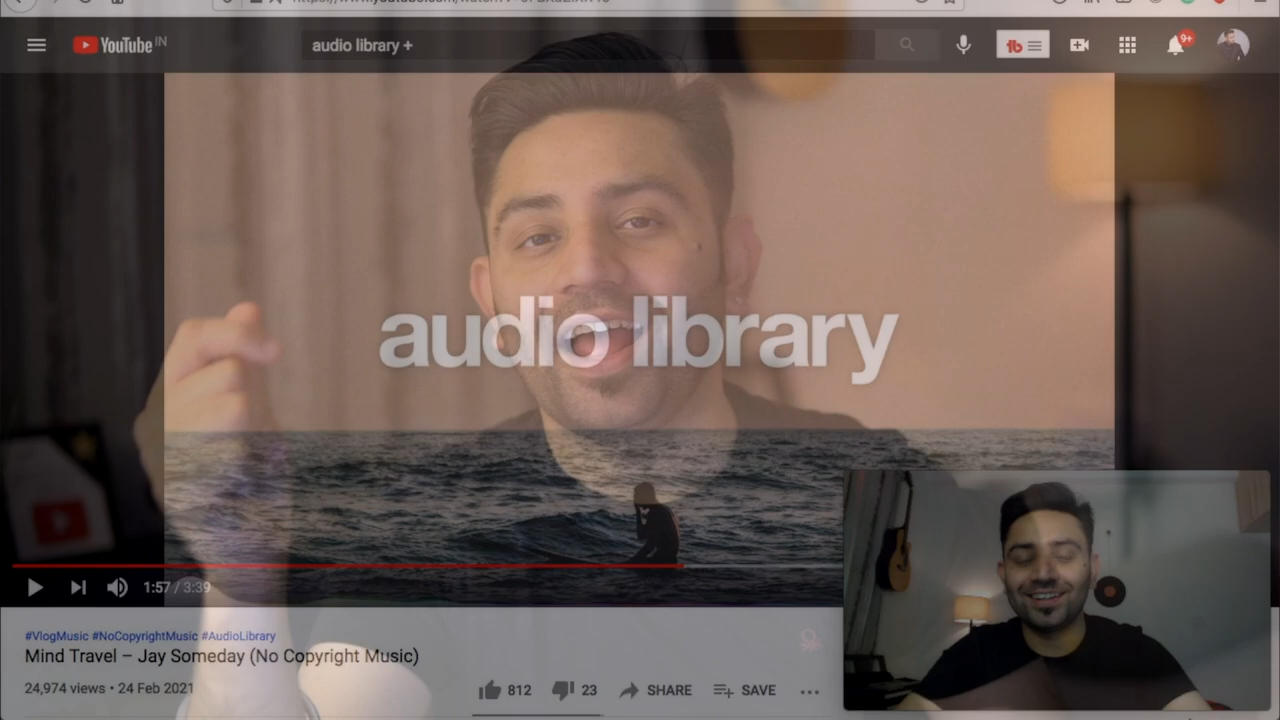 YouTube IN
audio library +
9+
audio library
1:57 / 3:39
#VlogMusic #NoCopyrightMusic #AudioLibrary
Mind Travel – Jay Someday (No Copyright Music)
24,974 views • 24 Feb 2021
812
23
SHARE
SAVE